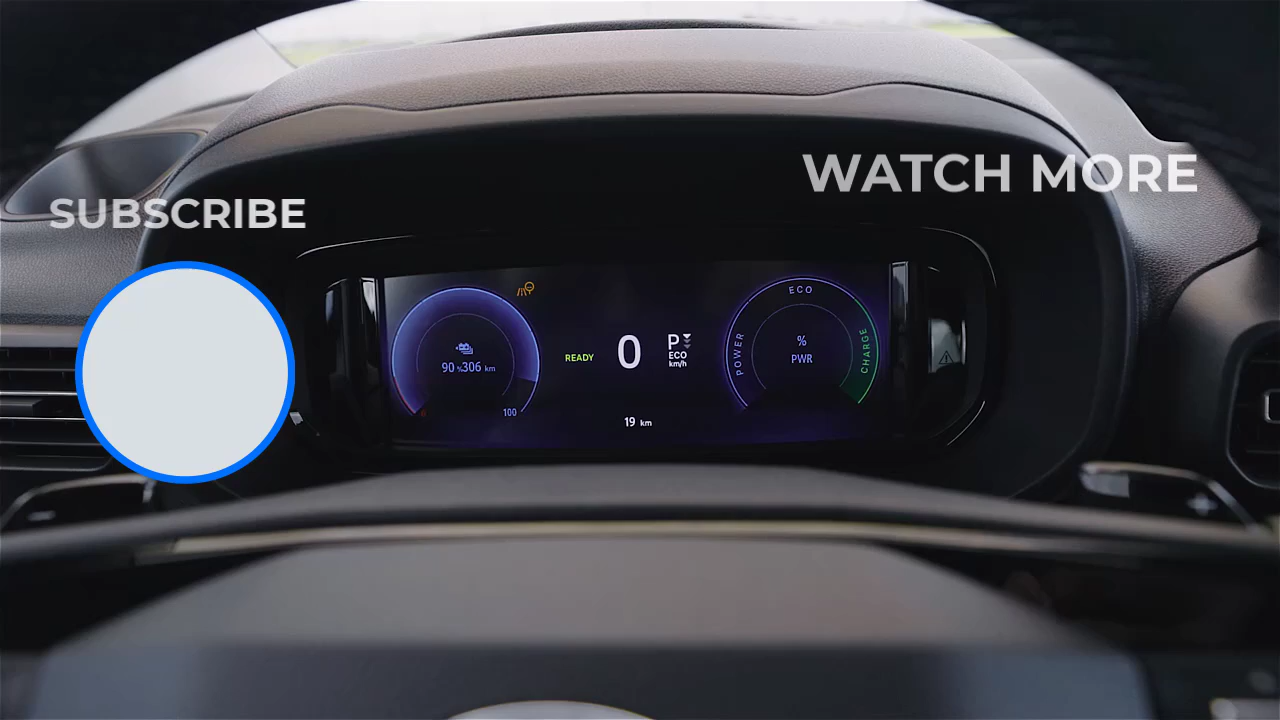 WATCH MORE
SUBSCRIBE
ECO
POWER
CHARGE
READY
0
P
ECO
km/h
%
PWR
90 % 306 km
100
19 km